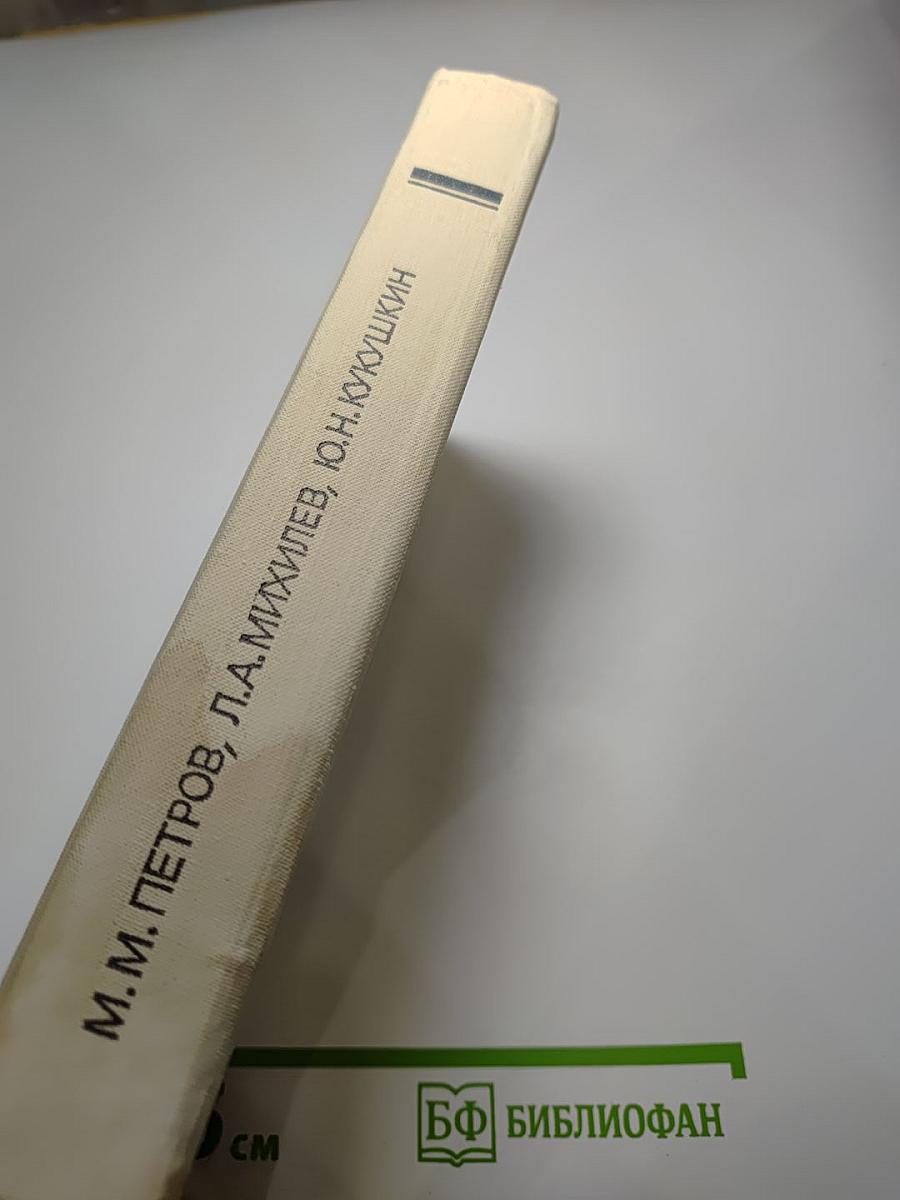 М. М. ПЕТРОВ, Л. А. МИХИЛЕВ, Ю. Н. КУКУШКИН
см
БФ БИБЛИОФАН